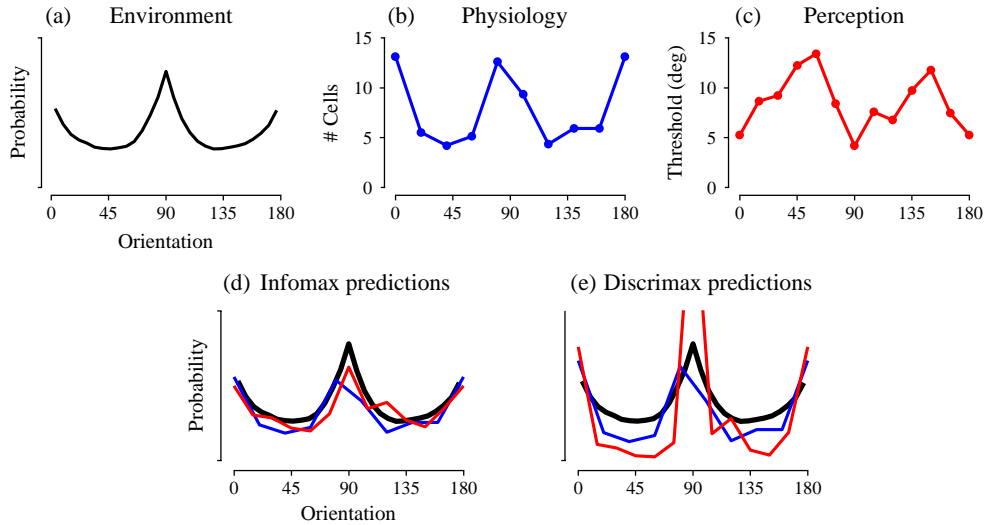 (a) Environment
Probability
0 45 90 135 180
Orientation
(b) Physiology
# Cells
15
10
5
0
0 45 90 135 180
(c) Perception
Threshold (deg)
15
10
5
0
0 45 90 135 180
(d) Infomax predictions
Probability
0 45 90 135 180
Orientation
(e) Discrimax predictions
0 45 90 135 180